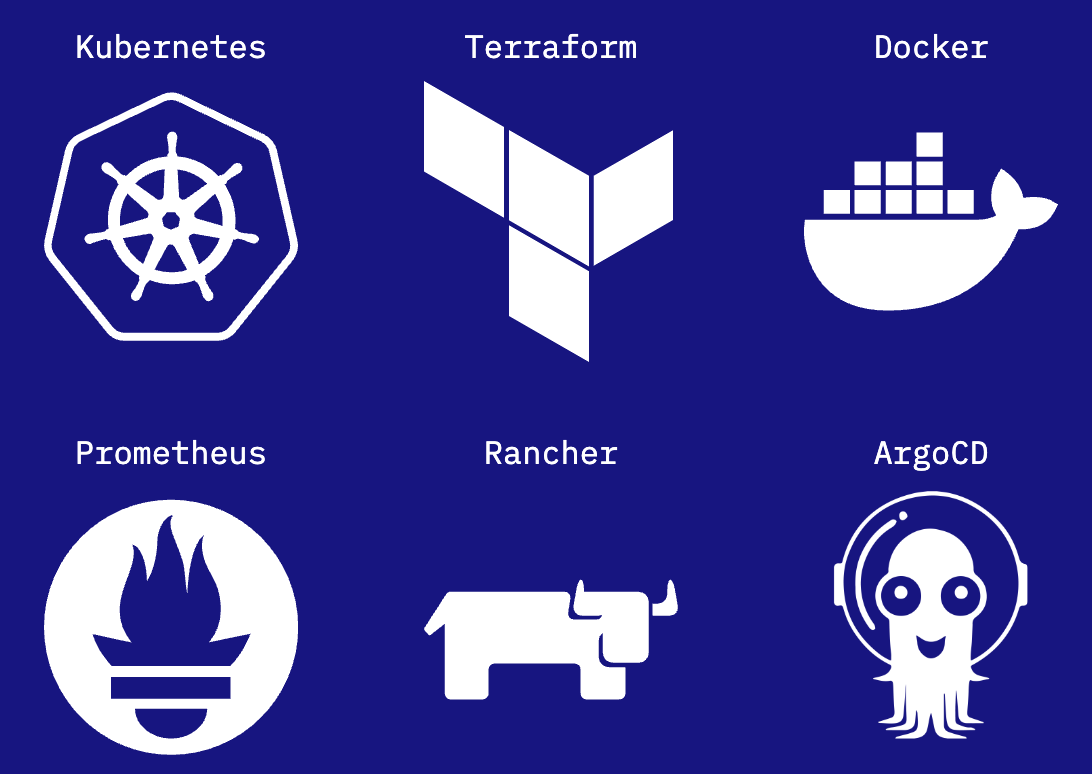 Kubernetes
Terraform
Docker
Prometheus
Rancher
ArgoCD